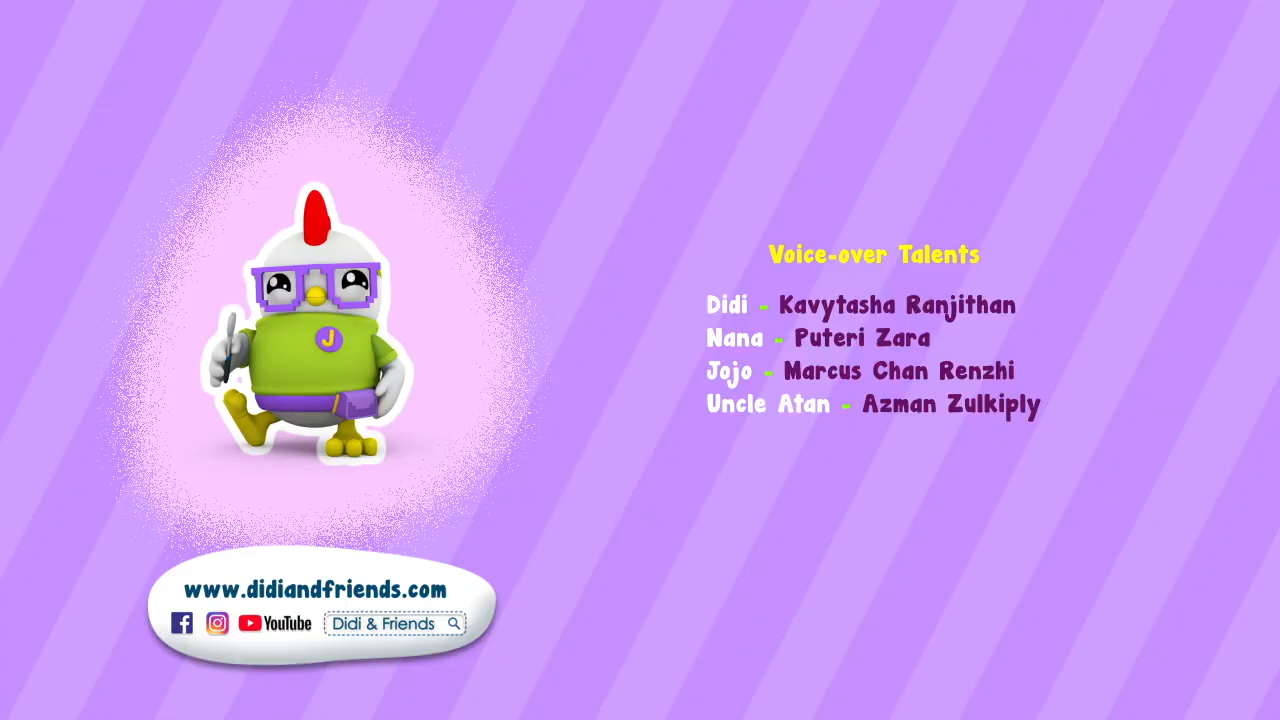 J
Voice-over Talents
Didi - Kavytasha Ranjithan
Nana - Puteri Zara
Jojo - Marcus Chan Renzhi
Uncle Atan - Azman Zulkiply
www.didiandfriends.com
YouTube Didi & Friends